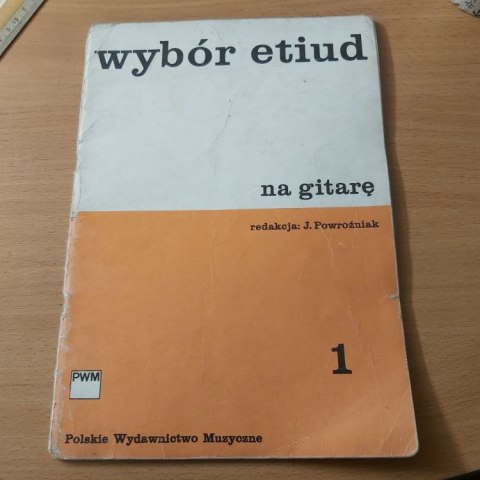 wybór etiud
na gitarę
redakcja: J. Powroźniak
1
PWM
Polskie Wydawnictwo Muzyczne